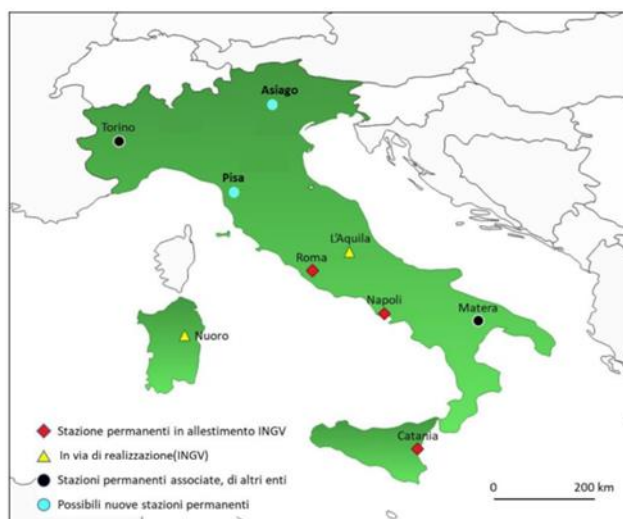 Asiago
Torino
Pisa
L'Aquila
Roma
Napoli
Matera
Nuoro
Catania
Stazione permanenti in allestimento INGV
In via di realizzazione(INGV)
Stazioni permanenti associate, di altri enti
Possibili nuove stazioni permanenti
0 200 km